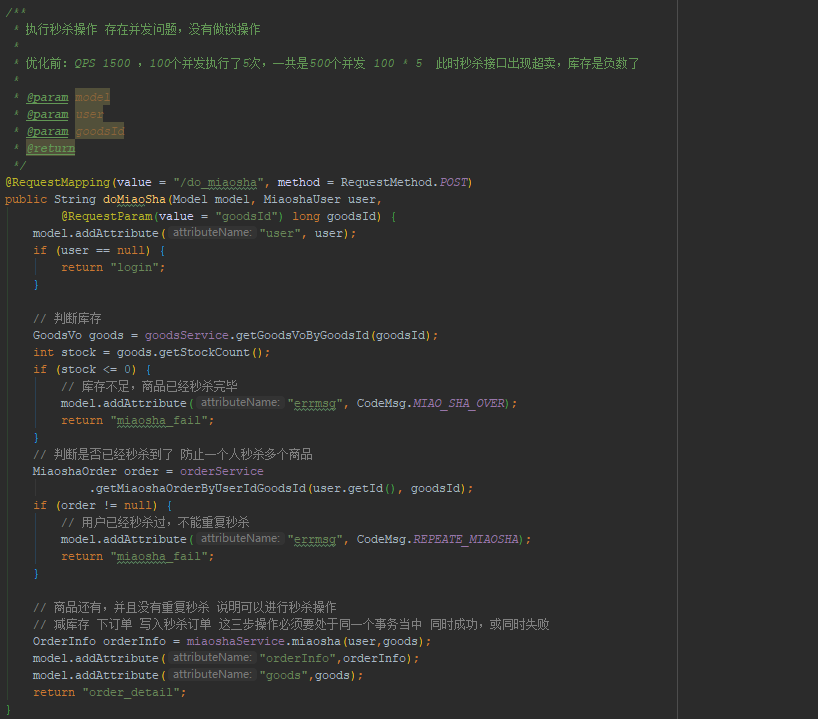 /**
 * 执行秒杀操作 存在并发问题，没有做锁操作
 *
 * 优化前：QPS 1500 ，100个并发执行了5次，一共是500个并发 100 * 5  此时秒杀接口出现超卖，库存是负数了
 *
 * @param model
 * @param user
 * @param goodsId
 * @return
 */
@RequestMapping(value = "/do_miaosha", method = RequestMethod.POST)
public String doMiaoSha(Model model, MiaoshaUser user,
        @RequestParam(value = "goodsId") long goodsId) {
    model.addAttribute( attributeName: "user", user);
    if (user == null) {
        return "login";
    }
    // 判断库存
    GoodsVo goods = goodsService.getGoodsVoByGoodsId(goodsId);
    int stock = goods.getStockCount();
    if (stock <= 0) {
        // 库存不足，商品已经秒杀完毕
        model.addAttribute( attributeName: "errmsg", CodeMsg.MIAO_SHA_OVER);
        return "miaosha_fail";
    }
    // 判断是否已经秒杀到了 防止一个人秒杀多个商品
    MiaoshaOrder order = orderService
            .getMiaoshaOrderByUserIdGoodsId(user.getId(), goodsId);
    if (order != null) {
        // 用户已经秒杀过，不能重复秒杀
        model.addAttribute( attributeName: "errmsg", CodeMsg.REPEATE_MIAOSHA);
        return "miaosha_fail";
    }
    // 商品还有，并且没有重复秒杀 说明可以进行秒杀操作
    // 减库存 下订单 写入秒杀订单 这三步操作必须要处于同一个事务当中 同时成功，或同时失败
    OrderInfo orderInfo = miaoshaService.miaosha(user,goods);
    model.addAttribute( attributeName: "orderInfo",orderInfo);
    model.addAttribute( attributeName: "goods",goods);
    return "order_detail";
}